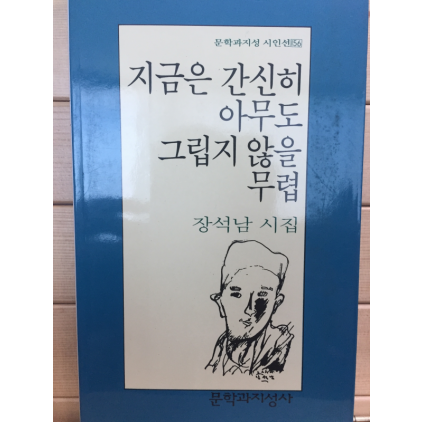 문학과지성 시인선 156
지금은 간신히
아무도
그립지 않을
무렵
장석남 시집
문학과지성사